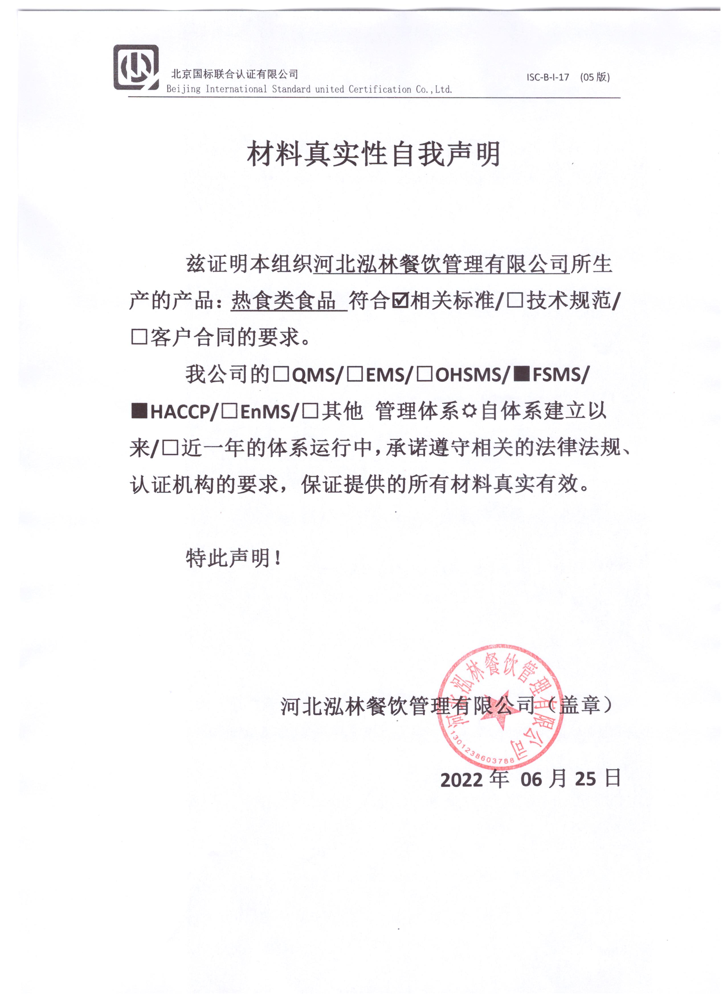 北京国标联合认证有限公司 ISC-B-I-17 (05版)
Beijing International Standard united Certification Co.,Ltd.
材料真实性自我声明
兹证明本组织河北泓林餐饮管理有限公司所生
产的产品：热食类食品 符合☑相关标准/□技术规范/
□客户合同的要求。
我公司的□QMS/□EMS/□OHSMS/■FSMS/
■HACCP/□EnMS/□其他 管理体系☼自体系建立以
来/□近一年的体系运行中，承诺遵守相关的法律法规、
认证机构的要求，保证提供的所有材料真实有效。
特此声明！
河北泓林餐饮管理有限公司（盖章）
河北泓林餐饮管理有限公司
1301238603788
2022 年 06 月 25 日